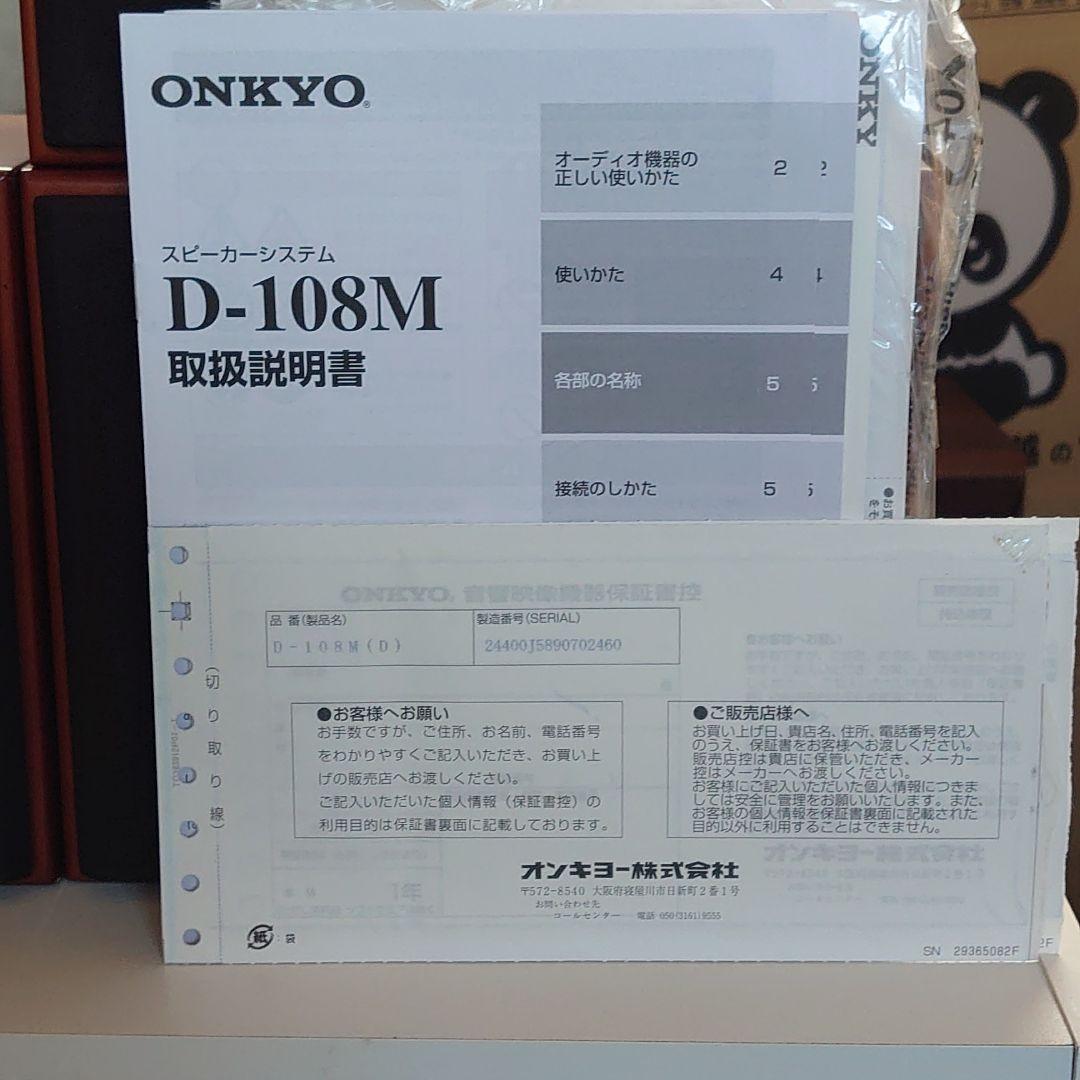 ONKYO®
スピーカーシステム
D-108M
取扱説明書
オーディオ機器の
正しい使いかた 2
使いかた 4
各部の名称 5
接続のしかた 5
ONKY
ONKYO, 音響映像機器保証書控
品 番(製品名)
D-108M(D)
製造番号(SERIAL)
24400J5890702460
(切り取り線)
●お客様へお願い
お手数ですが、ご住所、お名前、電話番号
をわかりやすくご記入いただき、お買い上
げの販売店へお渡しください。
ご記入いただいた個人情報(保証書控)の
利用目的は保証書裏面に記載しております。
●ご販売店様へ
お買い上げ日、貴店名、住所、電話番号を記入
のうえ、保証書をお客様へお渡しください。
販売店控は貴店に保管いただき、メーカー
控はメーカーへお渡しください。
お客様にご記入いただいた個人情報につきま
しては安全に管理をお願いいたします。また、
お客様の個人情報を保証書裏面に記載された
目的以外に利用することはできません。
オンキヨー株式会社
〒572-8540 大阪府寝屋川市日新町2番1号
お問い合わせ先
コールセンター 電話 050(3161)9555
紙:袋
SN 29365082F
2F